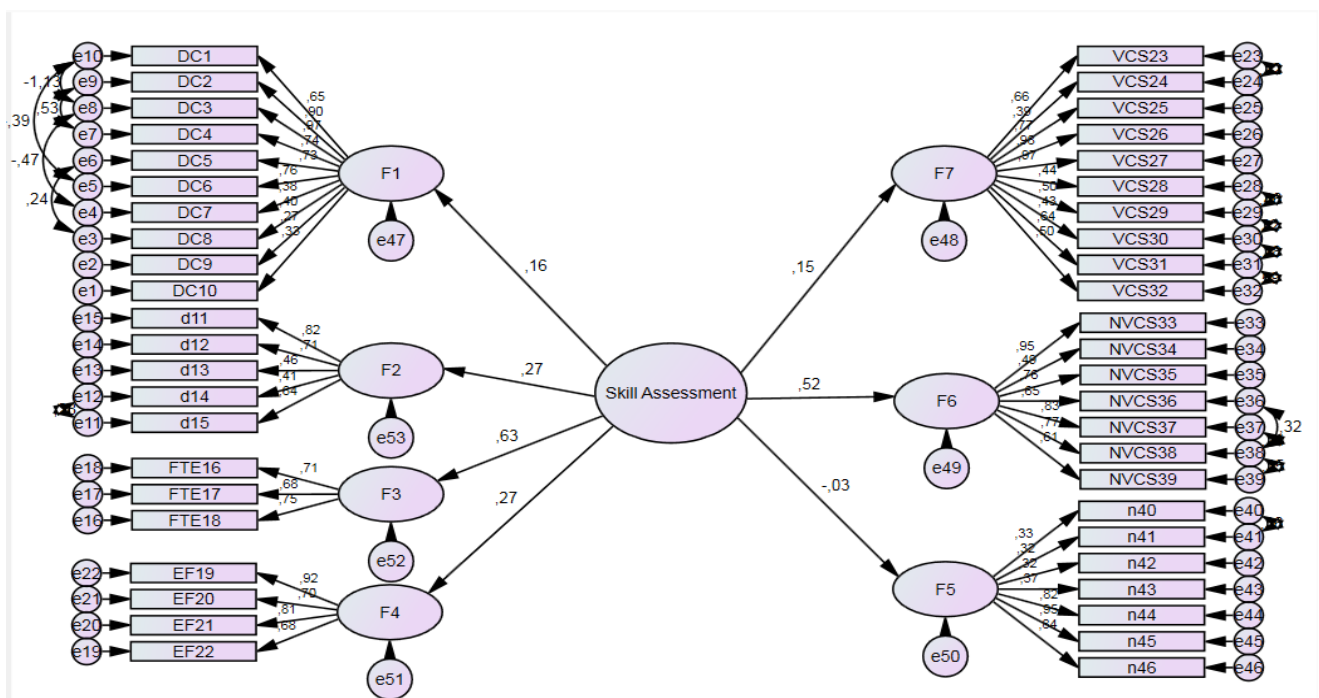 e10 DC1
-1,13
e9 DC2
e8 DC3
,53
,39
e7 DC4
-,47
e6 DC5
e5 DC6
,24
e4 DC7
e3 DC8
e2 DC9
e1 DC10
,65
,90
,97
,74
,73
,76
,38
,40
,27
,33
F1
e47
,16
e15 d11
e14 d12
e13 d13
e12 d14
e11 d15
,82
,71
,46
,41
F2
e53
,27
e18 FTE16
e17 FTE17
e16 FTE18
,71
,68
,75
F3
e52
,63
e22 EF19
e21 EF20
e20 EF21
e19 EF22
,92
,70
,81
,68
F4
e51
,27
Skill Assessment
VCS23 e23
VCS24 e24
VCS25 e25
VCS26 e26
VCS27 e27
VCS28 e28
VCS29 e29
VCS30 e30
VCS31 e31
VCS32 e32
,66
,39
,77
,97
,44
,50
,43
,64
,50
F7
e48
,15
NVCS33 e33
NVCS34 e34
NVCS35 e35
NVCS36 e36
NVCS37 e37
,32
NVCS38 e38
NVCS39 e39
,95
,76
,65
,83
,77
,61
F6
e49
,52
n40 e40
n41 e41
n42 e42
n43 e43
n44 e44
n45 e45
n46 e46
,33
,32
,32
,37
,82
,95
F5
e50
-,03